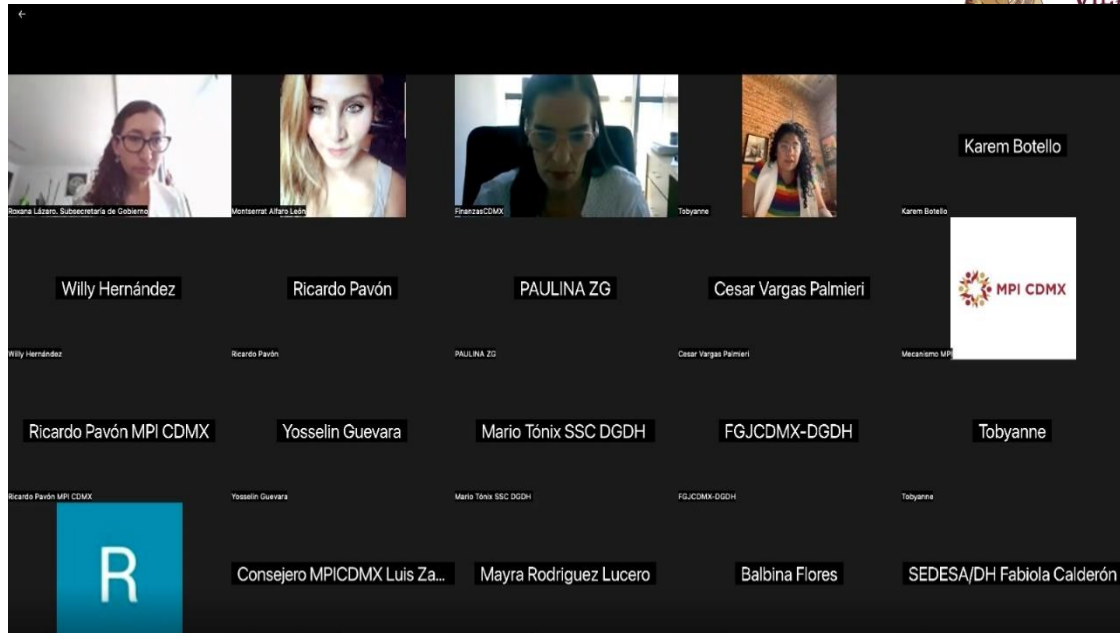 Roxana Lázaro. Subsecretaría de Gobierno
Montserrat Alfaro León
FinanzasCDMX
Tobyanne
Karem Botello
Karem Botello
Willy Hernández
Ricardo Pavón
PAULINA ZG
Cesar Vargas Palmieri
MPI CDMX
Willy Hernández
Ricardo Pavón
PAULINA ZG
Cesar Vargas Palmieri
Mecanismo MPI
Ricardo Pavón MPI CDMX
Yosselin Guevara
Mario Tónix SSC DGDH
FGJCDMX-DGDH
Tobyanne
Ricardo Pavón MPI CDMX
Yosselin Guevara
Mario Tónix SSC DGDH
FGJCDMX-DGDH
Tobyanne
R
Consejero MPICDMX Luis Za...
Mayra Rodriguez Lucero
Balbina Flores
SEDESA/DH Fabiola Calderón